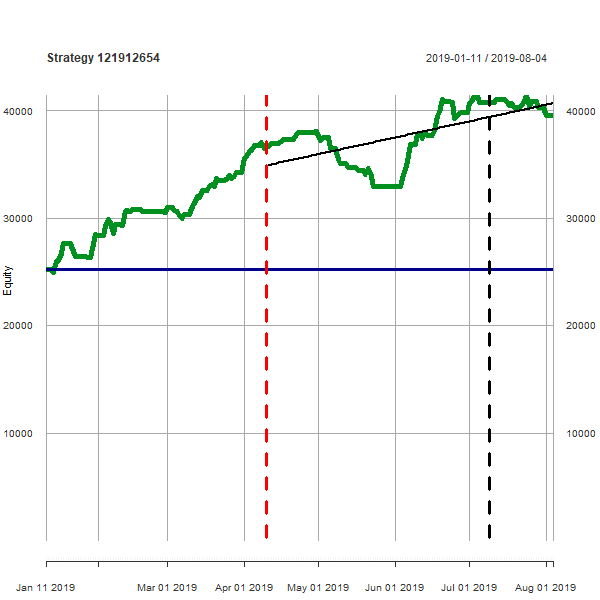 Strategy 121912654
2019-01-11 / 2019-08-04
40000
40000
30000
30000
Equity
20000
20000
10000
10000
Jan 11 2019
Mar 01 2019
Apr 01 2019
May 01 2019
Jun 01 2019
Jul 01 2019
Aug 01 2019